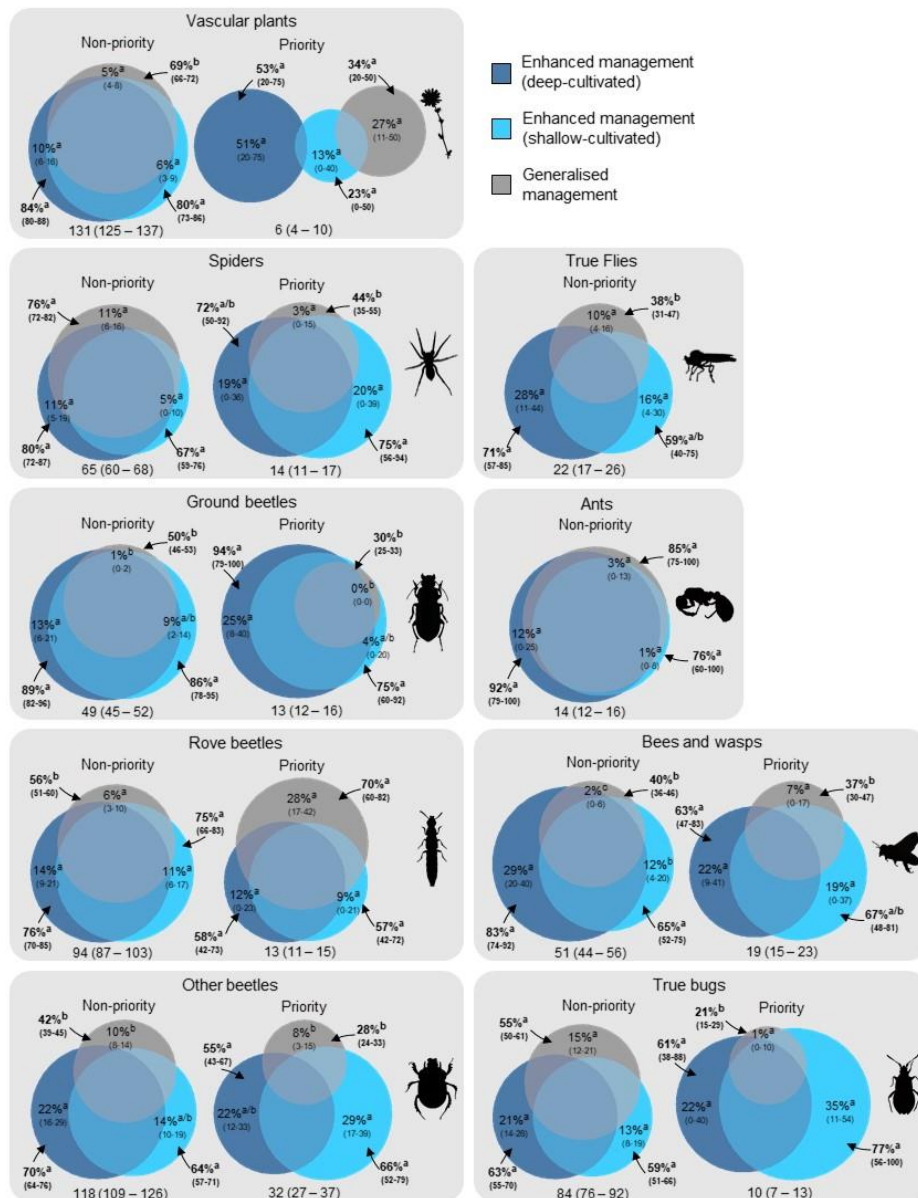 Vascular plants
Non-priority
Priority
5%a
(4-8)
69%b
(66-72)
10%a
(6-16)
6%a
(3-9)
84%a
(80-88)
80%a
(73-86)
131 (125 – 137)
53%a
(20-75)
34%a
(20-50)
51%a
(20-75)
13%a
(0-40)
27%a
(11-50)
23%a
(0-50)
6 (4 – 10)
Enhanced management
(deep-cultivated)
Enhanced management
(shallow-cultivated)
Generalised
management
Spiders
Non-priority
Priority
76%a
(72-82)
11%a
(6-16)
11%a
(5-19)
5%a
(0-10)
80%a
(72-87)
67%a
(59-76)
65 (60 – 68)
72%a/b
(50-92)
3%a
(0-15)
44%b
(35-55)
19%a
(0-36)
20%a
(0-39)
75%a
(56-94)
14 (11 – 17)
True Flies
Non-priority
10%a
(4-16)
38%b
(31-47)
28%a
(11-44)
16%a
(4-30)
71%a
(57-85)
59%a/b
(40-75)
22 (17 – 26)
Ground beetles
Non-priority
Priority
1%b
(0-2)
50%b
(46-53)
13%a
(6-21)
9%a/b
(2-14)
89%a
(82-96)
86%a
(78-95)
49 (45 – 52)
94%a
(79-100)
30%b
(25-33)
0%b
(0-0)
25%a
(8-40)
4%a/b
(0-20)
75%a
(60-92)
13 (12 – 16)
Ants
Non-priority
3%a
(0-13)
85%a
(75-100)
12%a
(0-25)
1%a
(0-6)
92%a
(79-100)
76%a
(60-100)
14 (12 – 16)
Rove beetles
Non-priority
Priority
56%b
(51-60)
6%a
(3-10)
75%a
(66-83)
14%a
(9-21)
11%a
(6-17)
76%a
(70-85)
94 (87 – 103)
28%a
(17-42)
70%a
(60-82)
12%a
(0-23)
9%a
(0-21)
58%a
(42-73)
57%a
(42-72)
13 (11 – 15)
Bees and wasps
Non-priority
Priority
(0-6)
40%b
(36-46)
29%a
(20-40)
12%b
(4-20)
83%a
(74-92)
65%a
(52-75)
51 (44 – 56)
63%a
(47-83)
7%a
(0-17)
37%b
(30-47)
22%a
(9-41)
19%a
(0-37)
67%a/b
(48-81)
19 (15 – 23)
Other beetles
Non-priority
Priority
42%b
(39-45)
10%b
(8-14)
22%a
(16-29)
14%a/b
(10-19)
70%a
(64-76)
64%a
(57-71)
118 (109 – 126)
55%a
(43-67)
8%b
(3-15)
28%b
(24-33)
22%a/b
(12-33)
29%a
(17-39)
66%a
(52-79)
32 (27 – 37)
True bugs
Non-priority
Priority
55%a
(50-61)
15%a
(12-21)
21%a
(14-26)
13%a
(8-19)
63%a
(55-70)
59%a
(51-66)
84 (76 – 92)
21%b
(15-29)
1%a
(0-10)
61%a
(38-88)
22%a
(0-40)
35%a
(11-54)
77%a
(56-100)
10 (7 – 13)